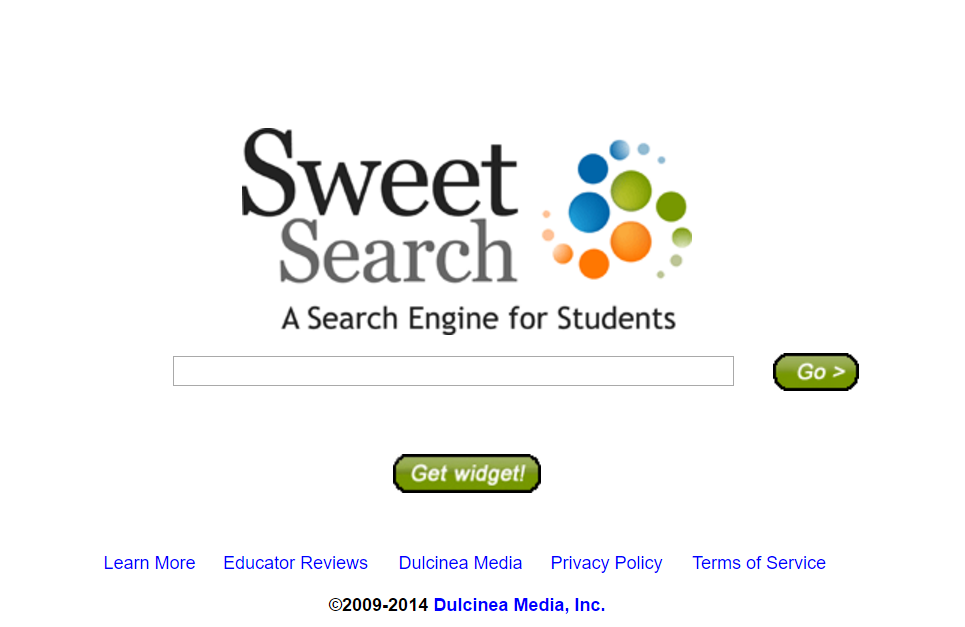 Sweet
Search
A Search Engine for Students
Go >
Get widget!
Learn More Educator Reviews Dulcinea Media Privacy Policy Terms of Service
©2009-2014 Dulcinea Media, Inc.